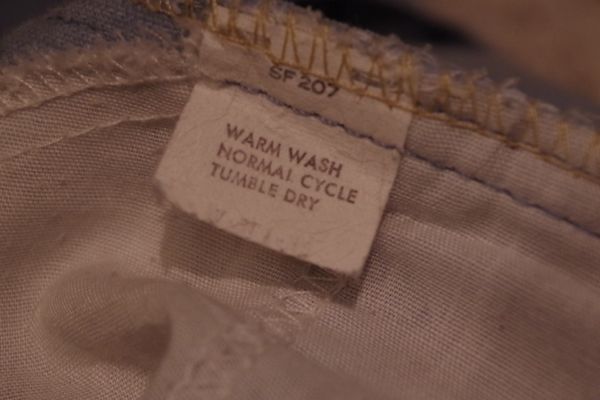 SF 207
WARM WASH
NORMAL CYCLE
TUMBLE DRY